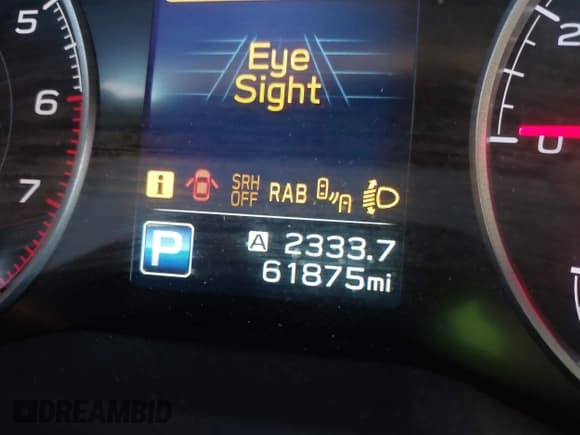 Eye
Sight
5
6
7
2
0
i
SRH
OFF
RAB
P
A 2333.7
61875mi
DREAMBID